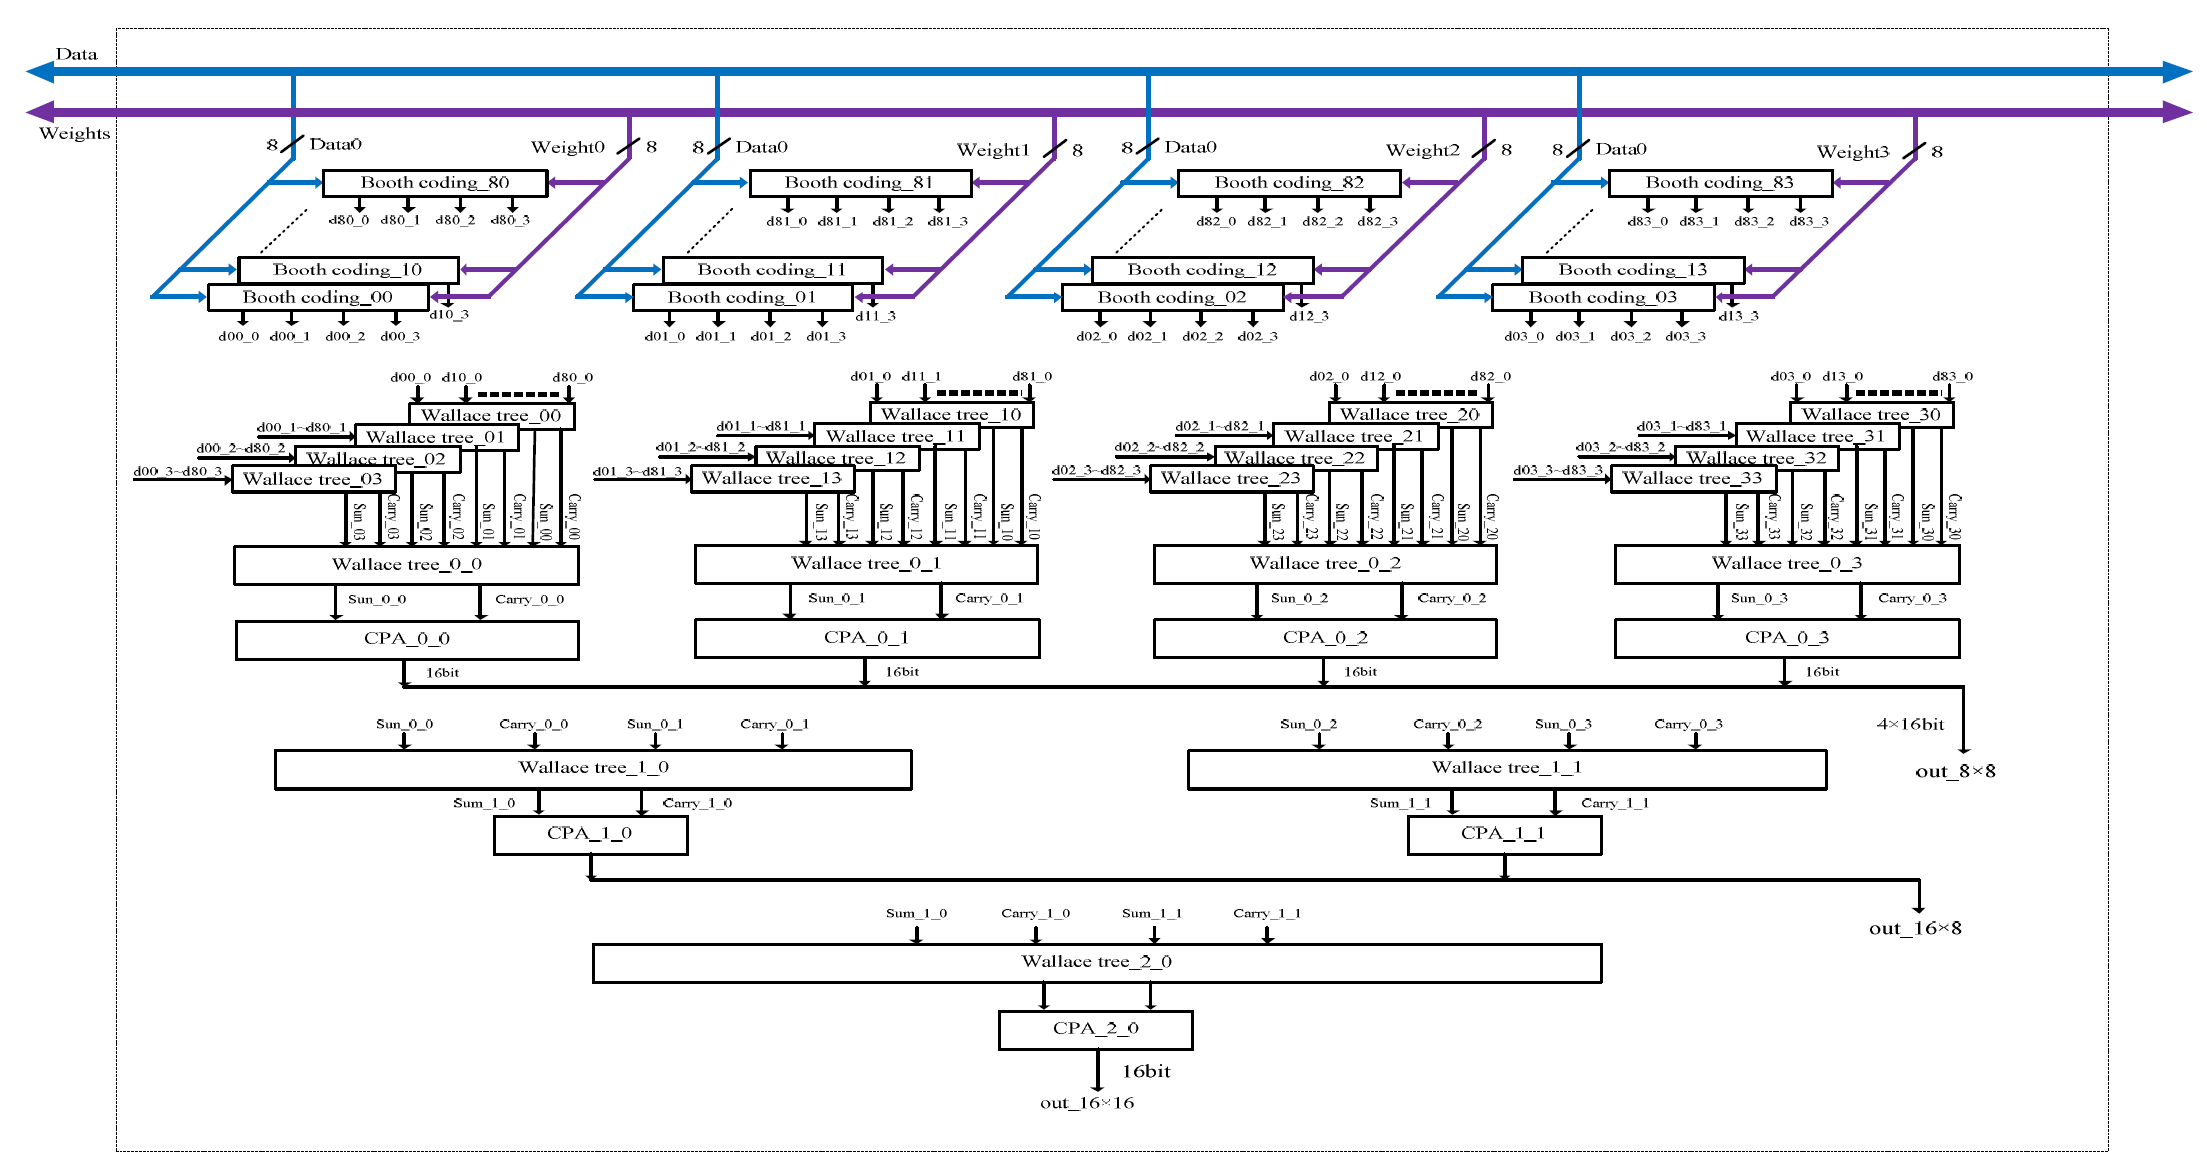 Data
Weights
8 Data0 Weight0 8 8 Data0 Weight1 8 8 Data0 Weight2 8 8 Data0 Weight3 8
Booth coding_80 Booth coding_81 Booth coding_82 Booth coding_83
d80_0 d80_1 d80_2 d80_3 d81_0 d81_1 d81_2 d81_3 d82_0 d82_1 d82_2 d82_3 d83_0 d83_1 d83_2 d83_3
Booth coding_10 Booth coding_11 Booth coding_12 Booth coding_13
Booth coding_00 Booth coding_01 Booth coding_02 Booth coding_03
d10_3 d11_3 d12_3 d13_3
d00_0 d00_1 d00_2 d00_3 d01_0 d01_1 d01_2 d01_3 d02_0 d02_1 d02_2 d02_3 d03_0 d03_1 d03_2 d03_3
d00_0 d10_0 d80_0 d01_0 d11_1 d81_0 d02_0 d12_0 d82_0 d03_0 d13_0 d83_0
Wallace tree_00 Wallace tree_10 Wallace tree_20 Wallace tree_30
d00_1~d80_1 Wallace tree_01 d01_1~d81_1 Wallace tree_11 d02_1~d82_1 Wallace tree_21 d03_1~d83_1 Wallace tree_31
d00_2~d80_2 Wallace tree_02 d01_2~d81_2 Wallace tree_12 d02_2~d82_2 Wallace tree_22 d03_2~d83_2 Wallace tree_32
d00_3~d80_3 Wallace tree_03 d01_3~d81_3 Wallace tree_13 d02_3~d82_3 Wallace tree_23 d03_3~d83_3 Wallace tree_33
Sun_03 Carry_03 Sun_02 Carry_02 Sun_01 Carry_01 Sun_00 Carry_00 Sun_13 Carry_13 Sun_12 Carry_12 Sun_11 Carry_11 Sun_10 Carry_10 Sun_23 Carry_23 Sun_22 Carry_22 Sun_21 Carry_21 Sun_20 Carry_20 Sun_33 Carry_33 Sun_32 Carry_32 Sun_31 Carry_31 Sun_30 Carry_30
Wallace tree_0_0 Wallace tree_0_1 Wallace tree_0_2 Wallace tree_0_3
Sun_0_0 Carry_0_0 Sun_0_1 Carry_0_1 Sun_0_2 Carry_0_2 Sun_0_3 Carry_0_3
CPA_0_0 CPA_0_1 CPA_0_2 CPA_0_3
16bit 16bit 16bit 16bit
Sun_0_0 Carry_0_0 Sun_0_1 Carry_0_1 Sun_0_2 Carry_0_2 Sun_0_3 Carry_0_3 4×16bit
Wallace tree_1_0 Wallace tree_1_1 out_8×8
Sum_1_0 Carry_1_0 Sum_1_1 Carry_1_1
CPA_1_0 CPA_1_1
Sum_1_0 Carry_1_0 Sum_1_1 Carry_1_1
out_16×8
Wallace tree_2_0
CPA_2_0
16bit
out_16×16